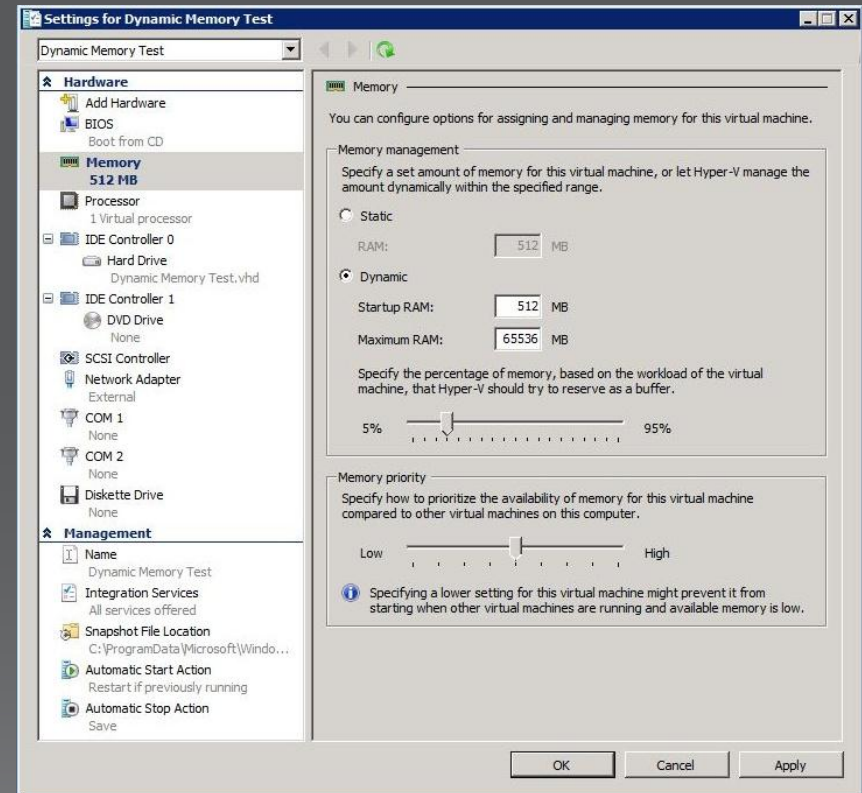 Settings for Dynamic Memory Test
Dynamic Memory Test
Hardware
Add Hardware
BIOS
Boot from CD
Memory
512 MB
Processor
1 Virtual processor
IDE Controller 0
Hard Drive
Dynamic Memory Test.vhd
IDE Controller 1
DVD Drive
None
SCSI Controller
Network Adapter
External
COM 1
None
COM 2
None
Diskette Drive
None
Management
Name
Dynamic Memory Test
Integration Services
All services offered
Snapshot File Location
C:\ProgramData\Microsoft\Windo...
Automatic Start Action
Restart if previously running
Automatic Stop Action
Save
Memory
You can configure options for assigning and managing memory for this virtual machine.
Memory management
Specify a set amount of memory for this virtual machine, or let Hyper-V manage the
amount dynamically within the specified range.
Static
RAM: 512 MB
Dynamic
Startup RAM: 512 MB
Maximum RAM: 65536 MB
Specify the percentage of memory, based on the workload of the virtual
machine, that Hyper-V should try to reserve as a buffer.
5% 95%
Memory priority
Specify how to prioritize the availability of memory for this virtual machine
compared to other virtual machines on this computer.
Low High
Specifying a lower setting for this virtual machine might prevent it from
starting when other virtual machines are running and available memory is low.
OK Cancel Apply